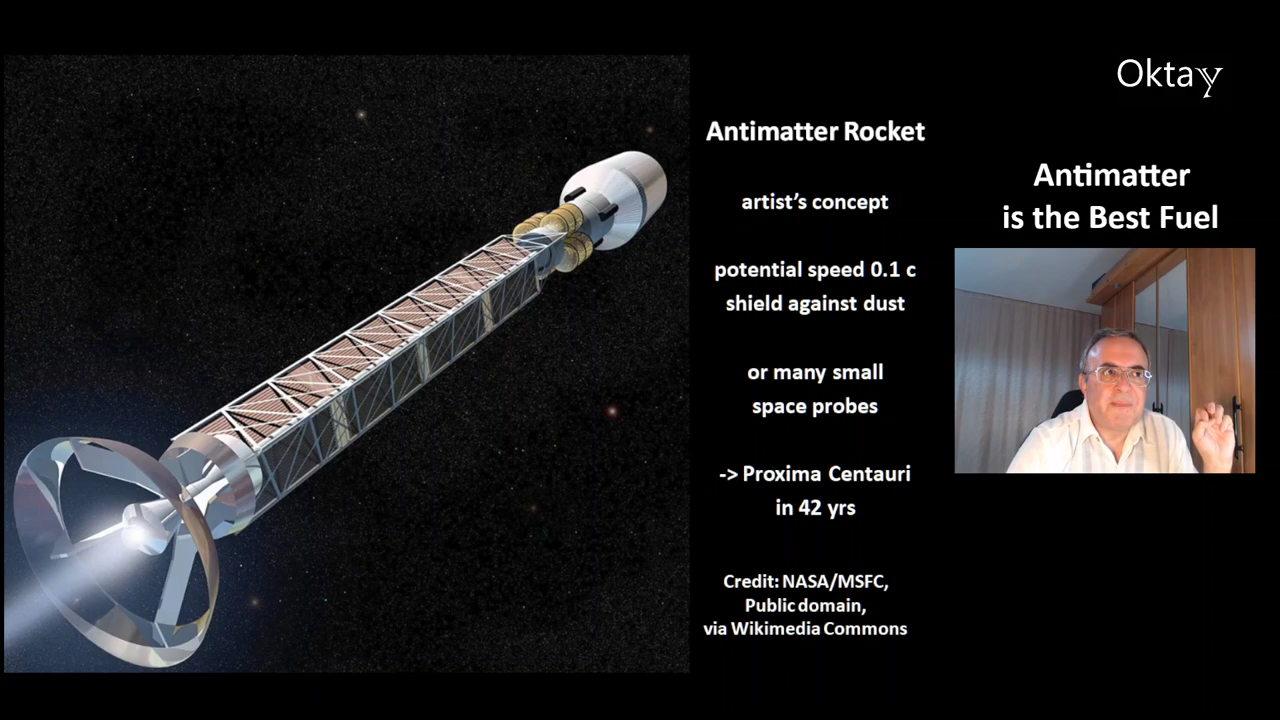 Oktay
Antimatter Rocket
artist's concept
potential speed 0.1 c
shield against dust
or many small
space probes
-> Proxima Centauri
in 42 yrs
Credit: NASA/MSFC,
Public domain,
via Wikimedia Commons
Antimatter
is the Best Fuel